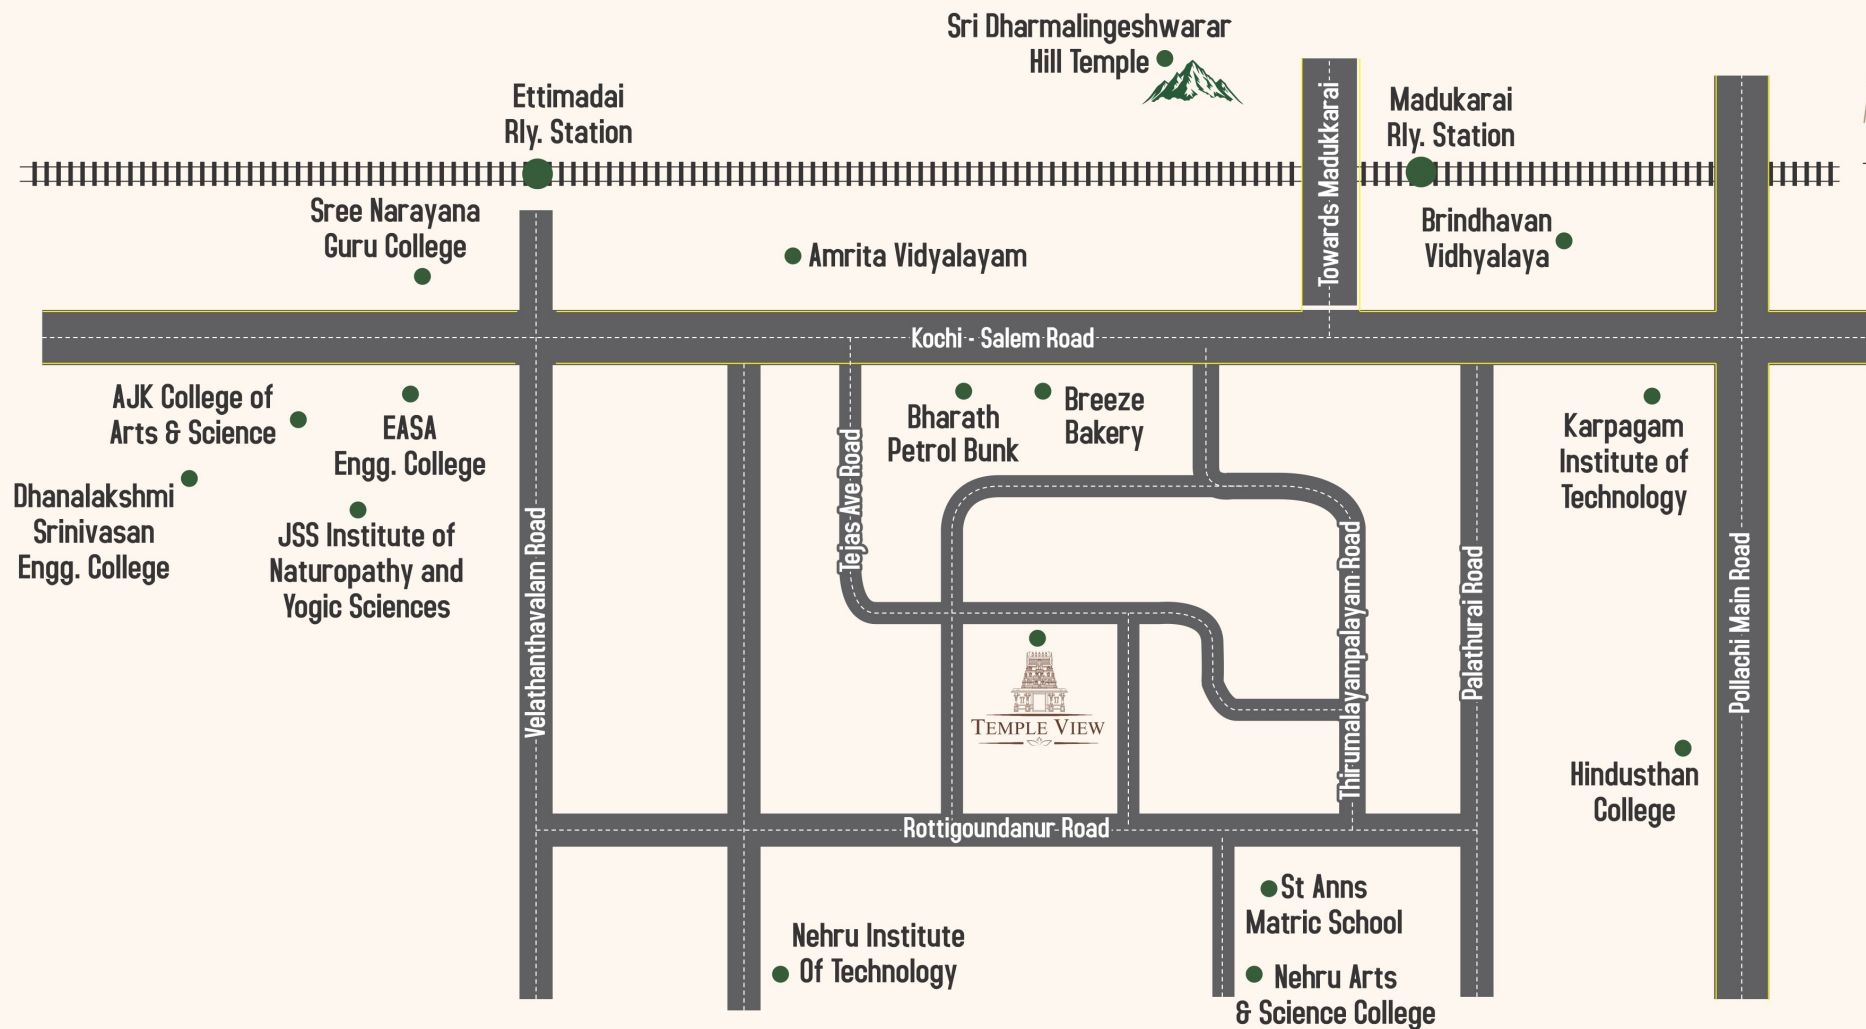 Sri Dharmalingeshwarar
Hill Temple
Ettimadai
Rly. Station
Towards Madukkarai
Madukarai
Rly. Station
Sree Narayana
Guru College
Amrita Vidyalayam
Brindhavan
Vidhyalaya
Kochi - Salem Road
AJK College of
Arts & Science
EASA
Engg. College
Dhanalakshmi
Srinivasan
Engg. College
JSS Institute of
Naturopathy and
Yogic Sciences
Velathanthavalam Road
Tejas Ave Road
Bharath
Petrol Bunk
Breeze
Bakery
Thirumalayampalayam Road
Palathurai Road
Karpagam
Institute of
Technology
Pollachi Main Road
TEMPLE VIEW
Hindusthan
College
Rottigoundanur Road
St Anns
Matric School
Nehru Institute
Of Technology
Nehru Arts
& Science College